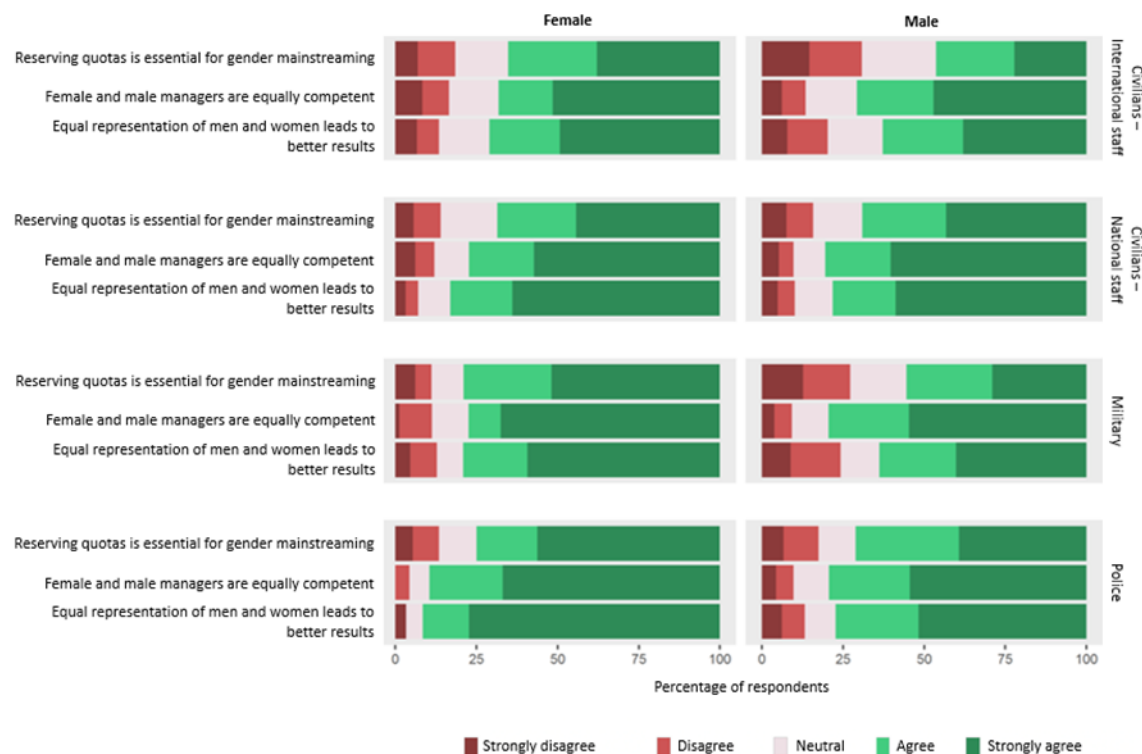 Female
Male
Reserving quotas is essential for gender mainstreaming
Female and male managers are equally competent
Equal representation of men and women leads to
better results
Civilians –
International staff
Reserving quotas is essential for gender mainstreaming
Female and male managers are equally competent
Equal representation of men and women leads to
better results
Civilians –
National staff
Reserving quotas is essential for gender mainstreaming
Female and male managers are equally competent
Equal representation of men and women leads to
better results
Military
Reserving quotas is essential for gender mainstreaming
Female and male managers are equally competent
Equal representation of men and women leads to
better results
Police
0 25 50 75 100 0 25 50 75 100
Percentage of respondents
Strongly disagree Disagree Neutral Agree Strongly agree